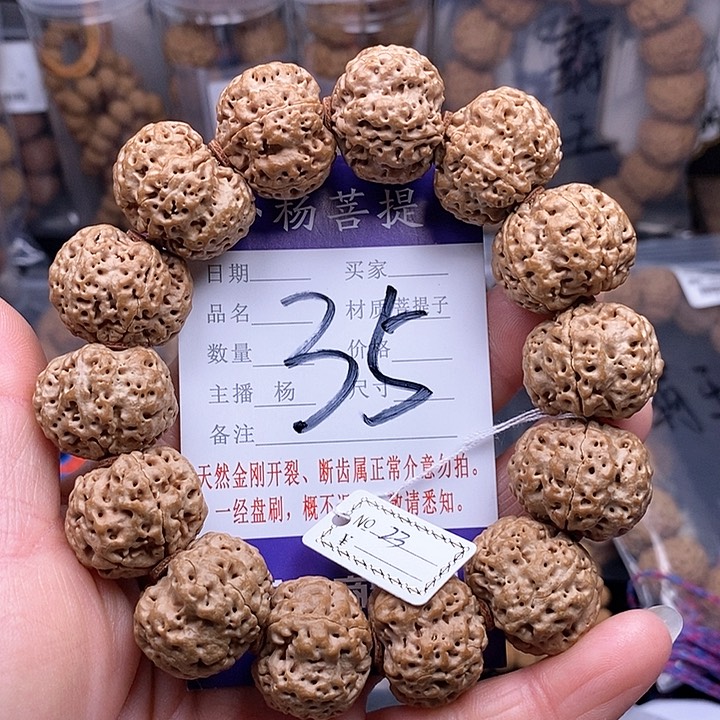 杨菩提
日期 买家
品名 材质 菩提子
数量 价格
35
主播 杨 尺寸
备注
天然金刚开裂、断齿属正常介意勿拍。
一经盘刷，概不 请悉知。
NO. 23
¥
霸王